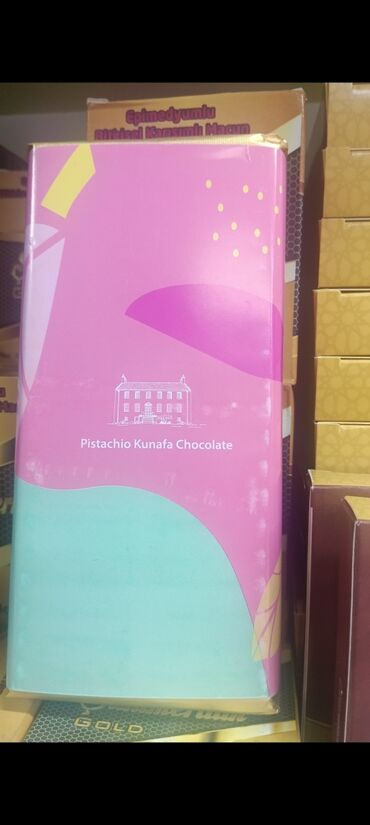 Epimedyumlu
Bitkisel Karışımlı Macun
Pistachio Kunafa Chocolate
GOLD